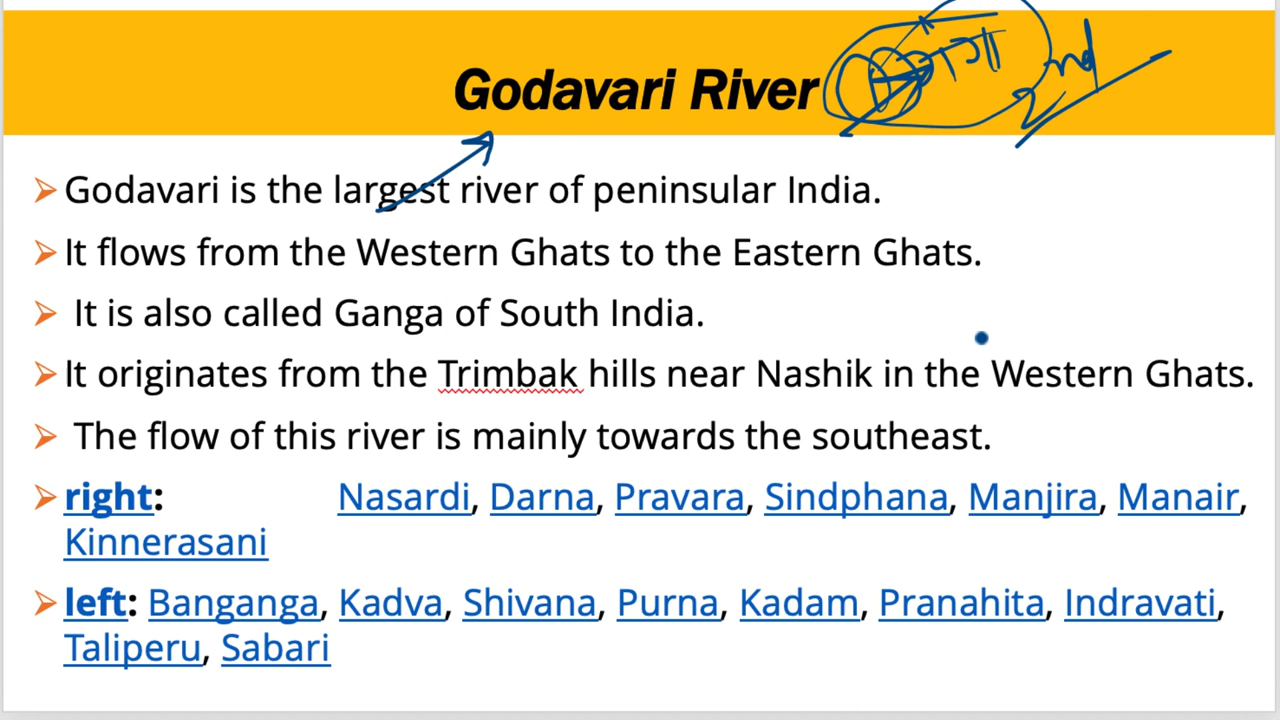 Godavari River
2nd
Godavari is the largest river of peninsular India.
It flows from the Western Ghats to the Eastern Ghats.
It is also called Ganga of South India.
It originates from the Trimbak hills near Nashik in the Western Ghats.
The flow of this river is mainly towards the southeast.
right: Nasardi, Darna, Pravara, Sindphana, Manjira, Manair,
Kinnerasani
left: Banganga, Kadva, Shivana, Purna, Kadam, Pranahita, Indravati,
Taliperu, Sabari